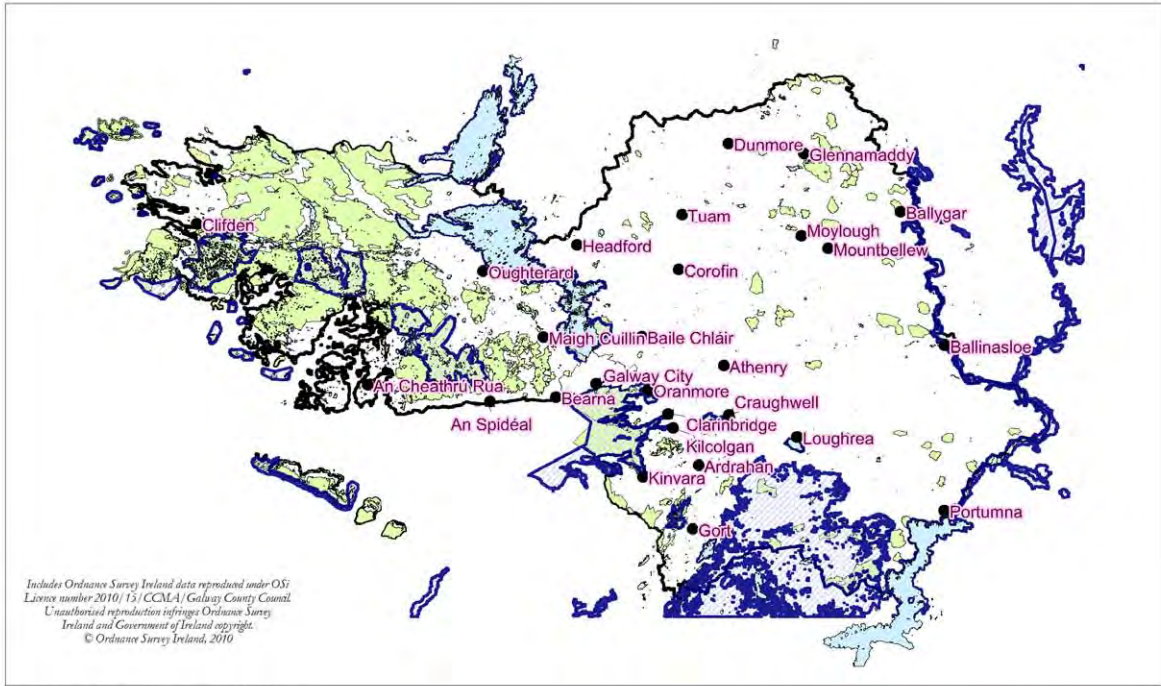 Dunmore
Glennamaddy
Ballygar
Tuam
Clifden
Moylough
Headford
Mountbellew
Oughterard
Corofin
Maigh Cuillin
Baile Chláir
Ballinasloe
Athenry
An Cheathrú Rua
Galway City
Oranmore
Bearna
Craughwell
An Spidéal
Clarinbridge
Loughrea
Kilcolgan
Ardrahan
Kinvara
Portumna
Gort
Includes Ordnance Survey Ireland data reproduced under OSi
Licence number 2010/15/CCMA/Galway County Council.
Unauthorised reproduction infringes Ordnance Survey
Ireland and Government of Ireland copyright.
© Ordnance Survey Ireland, 2010